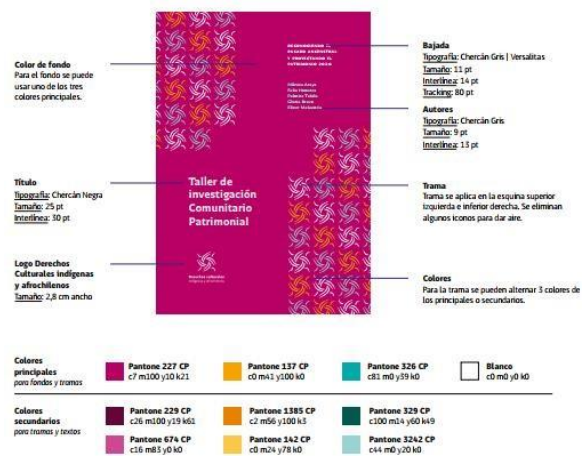 Color de fondo
Para el fondo se puede
usar uno de los tres
colores principales.
Título
Tipografía: Chercán Negra
Tamaño: 25 pt
Interlínea: 30 pt
Logo Derechos
Culturales indígenas
y afrochilenos
Tamaño: 2,8 cm ancho
Taller de
investigación
Comunitario
Patrimonial
Bajada
Tipografía: Chercán Gris | Versalitas
Tamaño: 11 pt
Interlínea: 14 pt
Tracking: 80 pt
Autores
Tipografía: Chercán Gris
Tamaño: 9 pt
Interlínea: 13 pt
Trama
Trama se aplica en la esquina superior
izquierda e inferior derecha. Se eliminan
algunos iconos para dar aire.
Colores
Para la trama se pueden alternar 3 colores de
los principales o secundarios.
Colores
principales
para fondos y tramas
Pantone 227 CP
c7 m100 y10 k21
Pantone 137 CP
c0 m41 y100 k0
Pantone 326 CP
c81 m0 y39 k0
Blanco
c0 m0 y0 k0
Colores
secundarios
para tramas y textos
Pantone 229 CP
c26 m100 y19 k61
Pantone 1385 CP
c2 m56 y100 k3
Pantone 329 CP
c100 m14 y60 k49
Pantone 674 CP
c16 m83 y0 k0
Pantone 142 CP
c0 m24 y78 k0
Pantone 3242 CP
c44 m0 y20 k0